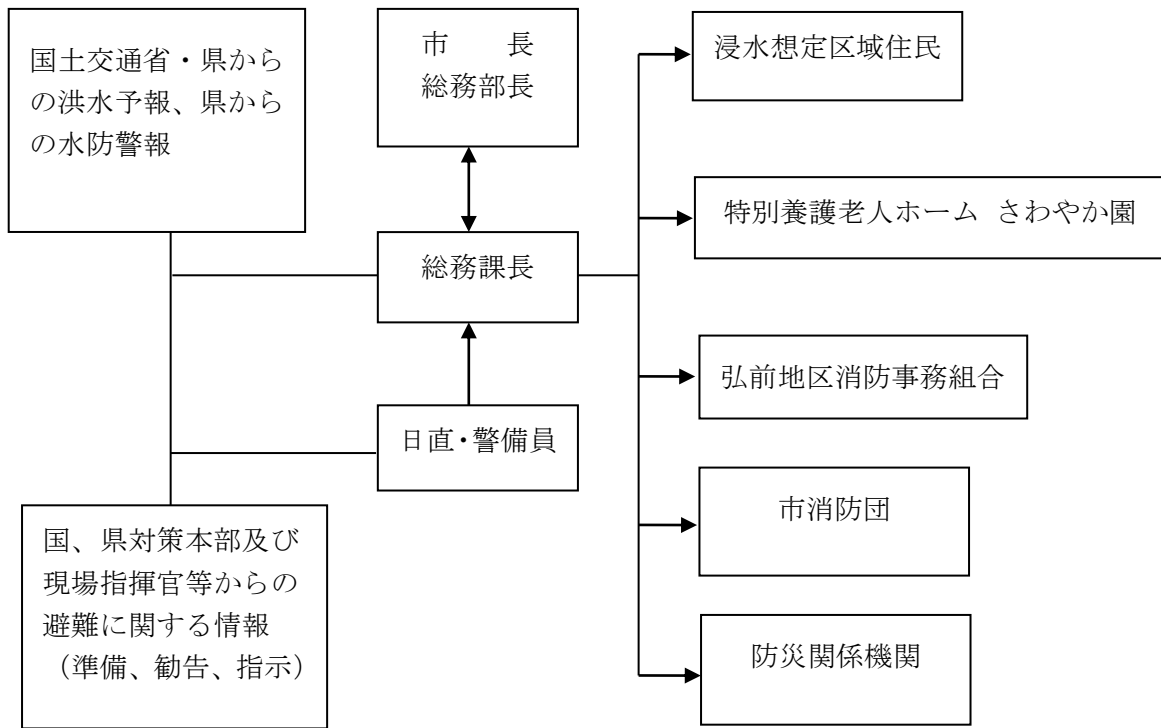 国土交通省・県から
の洪水予報、県から
の水防警報
市　　長
総務部長
総務課長
日直・警備員
国、県対策本部及び
現場指揮官等からの
避難に関する情報
（準備、勧告、指示）
浸水想定区域住民
特別養護老人ホーム さわやか園
弘前地区消防事務組合
市消防団
防災関係機関